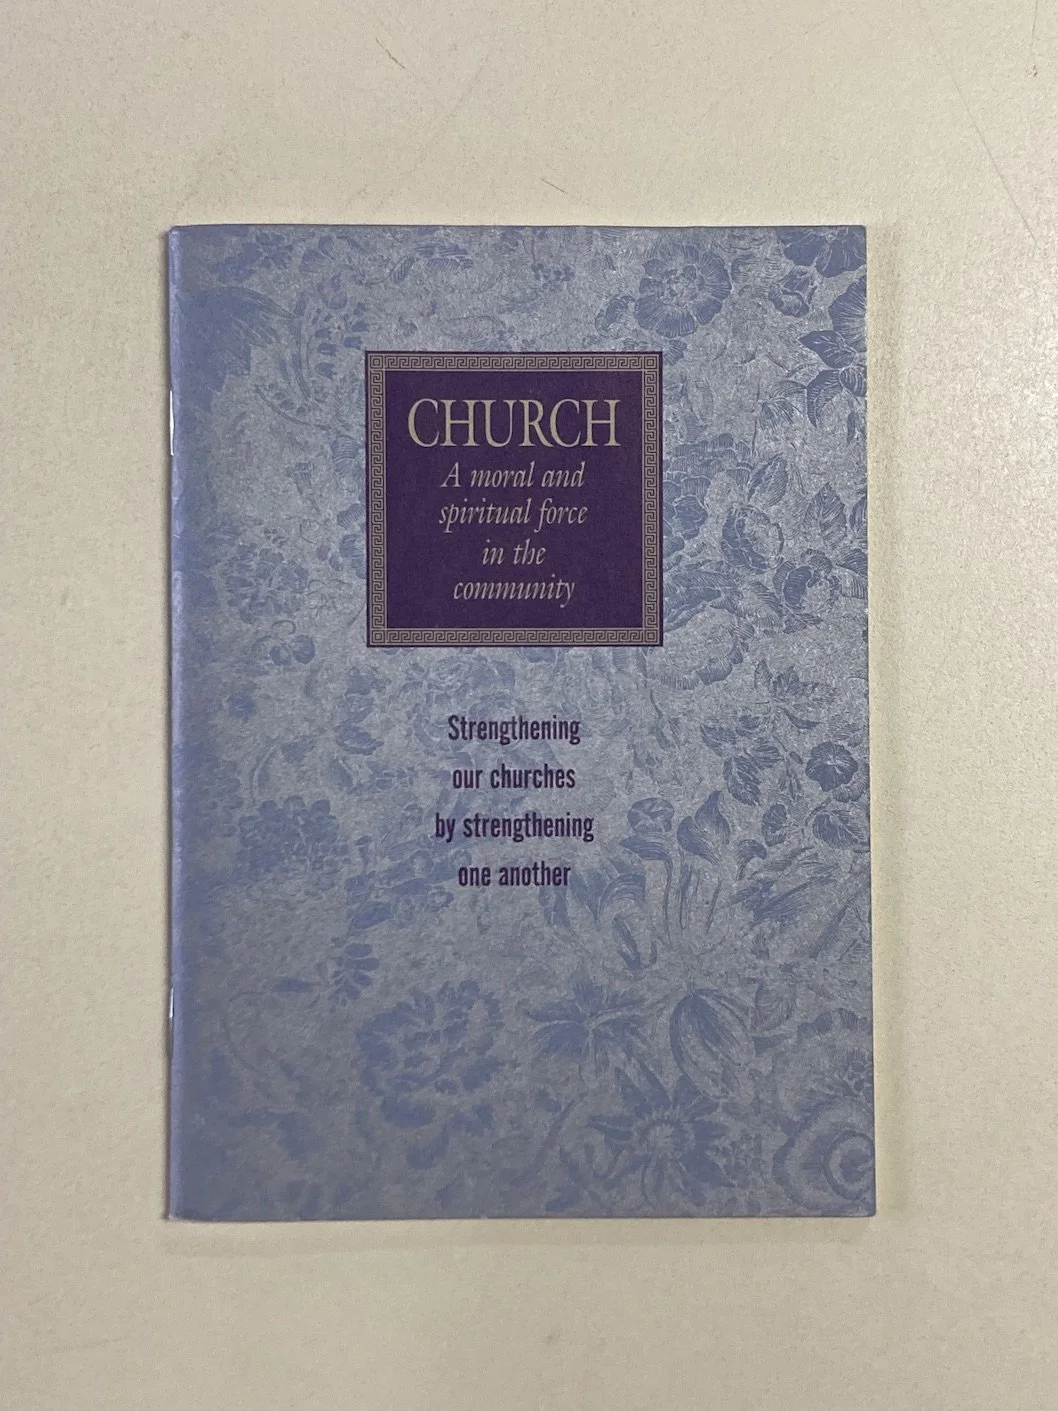 CHURCH
A moral and
spiritual force
in the
community
Strengthening
our churches
by strengthening
one another